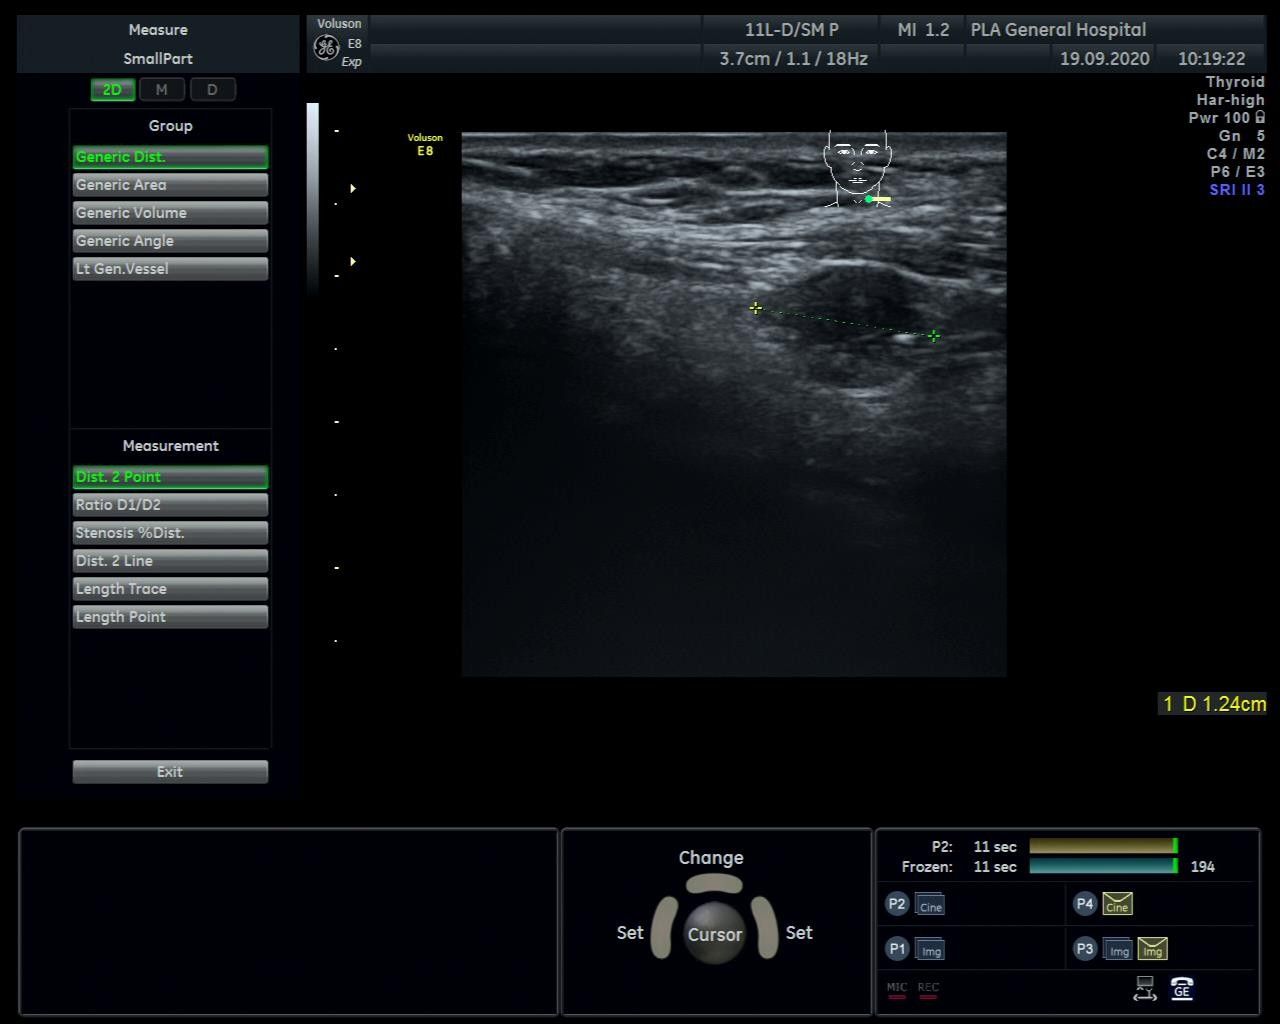 Measure
SmallPart
2D M D
Group
Generic Dist.
Generic Area
Generic Volume
Generic Angle
Lt Gen.Vessel
Measurement
Dist. 2 Point
Ratio D1/D2
Stenosis %Dist.
Dist. 2 Line
Length Trace
Length Point
Exit
Voluson
GE E8
Exp
11L-D/SM P MI 1.2 PLA General Hospital
3.7cm / 1.1 / 18Hz 19.09.2020 10:19:22
Thyroid
Har-high
Pwr 100
Gn 5
C4 / M2
P6 / E3
SRI II 3
Voluson
E8
1 D 1.24cm
Change
Set Cursor Set
P2: 11 sec
Frozen: 11 sec 194
P2 Cine P4 Cine
P1 Img P3 Img Img
MIC REC GE